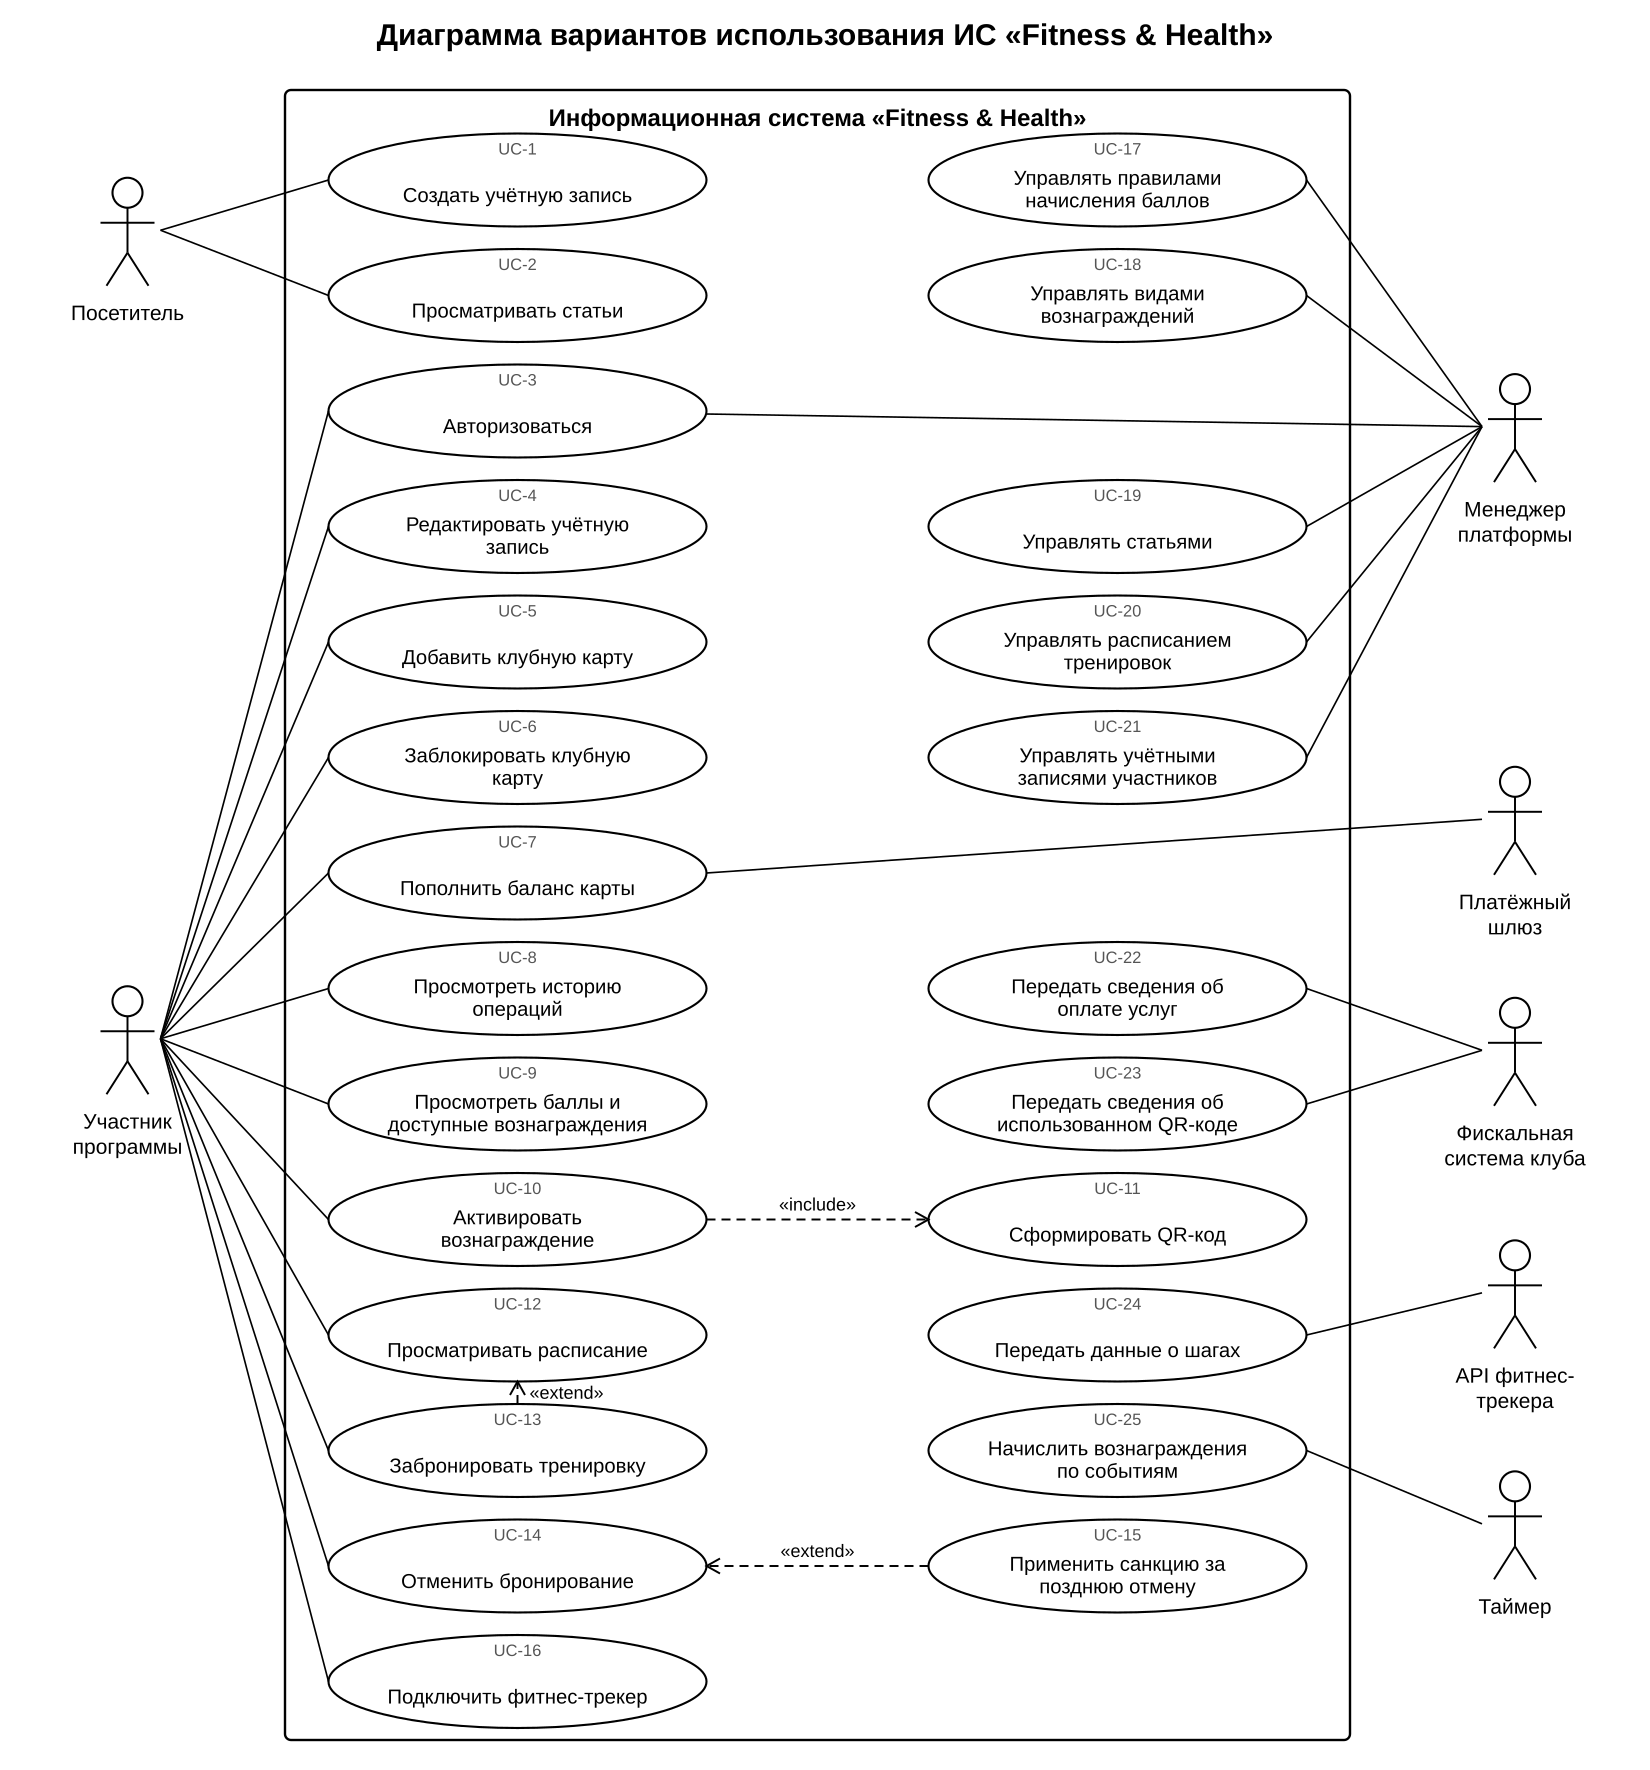 Диаграмма вариантов использования ИС «Fitness & Health»
Информационная система «Fitness & Health»
Посетитель
Участник
программы
UC-1
Создать учётную запись
UC-2
Просматривать статьи
UC-3
Авторизоваться
UC-4
Редактировать учётную
запись
UC-5
Добавить клубную карту
UC-6
Заблокировать клубную
карту
UC-7
Пополнить баланс карты
UC-8
Просмотреть историю
операций
UC-9
Просмотреть баллы и
доступные вознаграждения
UC-10
Активировать
вознаграждение
«include»
UC-12
Просматривать расписание
«extend»
UC-13
Забронировать тренировку
UC-14
Отменить бронирование
«extend»
UC-16
Подключить фитнес-трекер
UC-17
Управлять правилами
начисления баллов
UC-18
Управлять видами
вознаграждений
UC-19
Управлять статьями
UC-20
Управлять расписанием
тренировок
UC-21
Управлять учётными
записями участников
UC-22
Передать сведения об
оплате услуг
UC-23
Передать сведения об
использованном QR-коде
UC-11
Сформировать QR-код
UC-24
Передать данные о шагах
UC-25
Начислить вознаграждения
по событиям
UC-15
Применить санкцию за
позднюю отмену
Менеджер
платформы
Платёжный
шлюз
Фискальная
система клуба
API фитнес-
трекера
Таймер